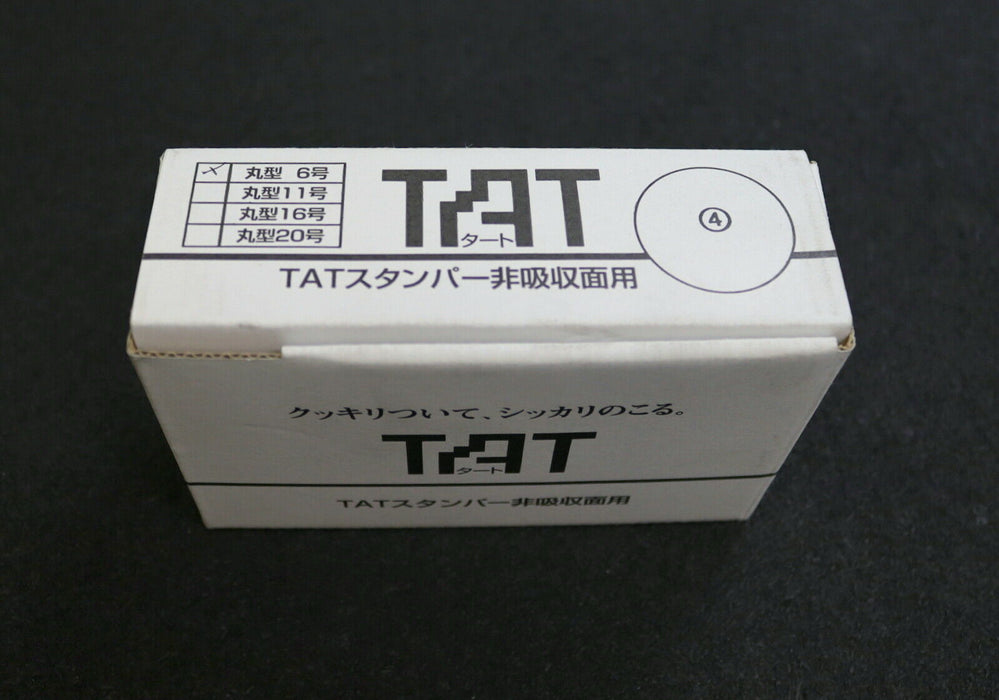 丸型 6号
丸型11号
丸型16号
丸型20号
TAT
タート
④
TATスタンパー非吸収面用
クッキリついて、シッカリのこる。
TAT
タート
TATスタンパー非吸収面用